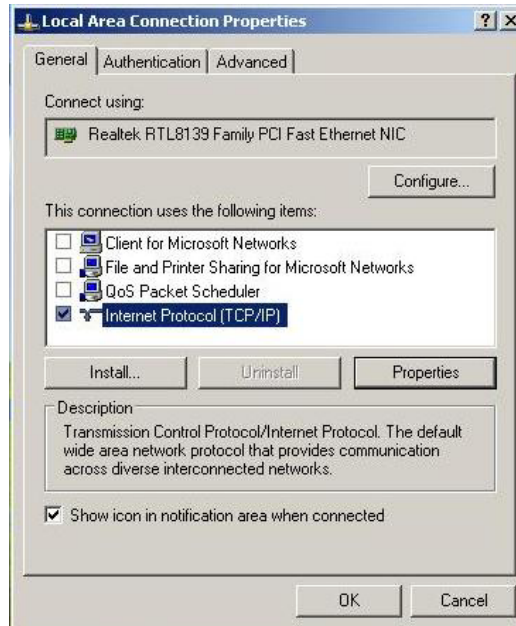 Local Area Connection Properties
General Authentication Advanced
Connect using:
Realtek RTL8139 Family PCI Fast Ethernet NIC
Configure...
This connection uses the following items:
Client for Microsoft Networks
File and Printer Sharing for Microsoft Networks
QoS Packet Scheduler
Internet Protocol (TCP/IP)
Install... Uninstall Properties
Description
Transmission Control Protocol/Internet Protocol. The default
wide area network protocol that provides communication
across diverse interconnected networks.
Show icon in notification area when connected
OK Cancel